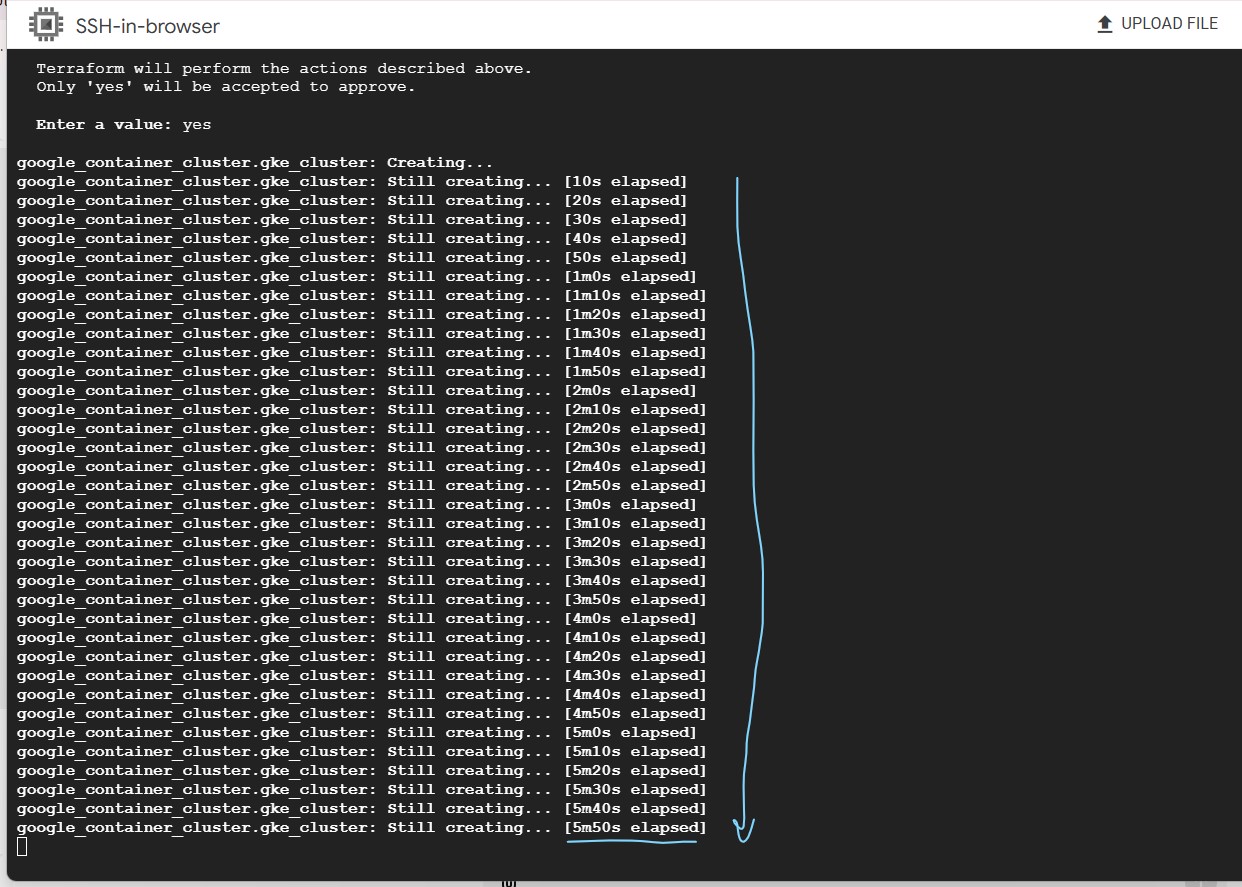 SSH-in-browser
UPLOAD FILE
Terraform will perform the actions described above.
Only 'yes' will be accepted to approve.
Enter a value: yes
google_container_cluster.gke_cluster: Creating...
google_container_cluster.gke_cluster: Still creating... [10s elapsed]
google_container_cluster.gke_cluster: Still creating... [20s elapsed]
google_container_cluster.gke_cluster: Still creating... [30s elapsed]
google_container_cluster.gke_cluster: Still creating... [40s elapsed]
google_container_cluster.gke_cluster: Still creating... [50s elapsed]
google_container_cluster.gke_cluster: Still creating... [1m0s elapsed]
google_container_cluster.gke_cluster: Still creating... [1m10s elapsed]
google_container_cluster.gke_cluster: Still creating... [1m20s elapsed]
google_container_cluster.gke_cluster: Still creating... [1m30s elapsed]
google_container_cluster.gke_cluster: Still creating... [1m40s elapsed]
google_container_cluster.gke_cluster: Still creating... [1m50s elapsed]
google_container_cluster.gke_cluster: Still creating... [2m0s elapsed]
google_container_cluster.gke_cluster: Still creating... [2m10s elapsed]
google_container_cluster.gke_cluster: Still creating... [2m20s elapsed]
google_container_cluster.gke_cluster: Still creating... [2m30s elapsed]
google_container_cluster.gke_cluster: Still creating... [2m40s elapsed]
google_container_cluster.gke_cluster: Still creating... [2m50s elapsed]
google_container_cluster.gke_cluster: Still creating... [3m0s elapsed]
google_container_cluster.gke_cluster: Still creating... [3m10s elapsed]
google_container_cluster.gke_cluster: Still creating... [3m20s elapsed]
google_container_cluster.gke_cluster: Still creating... [3m30s elapsed]
google_container_cluster.gke_cluster: Still creating... [3m40s elapsed]
google_container_cluster.gke_cluster: Still creating... [3m50s elapsed]
google_container_cluster.gke_cluster: Still creating... [4m0s elapsed]
google_container_cluster.gke_cluster: Still creating... [4m10s elapsed]
google_container_cluster.gke_cluster: Still creating... [4m20s elapsed]
google_container_cluster.gke_cluster: Still creating... [4m30s elapsed]
google_container_cluster.gke_cluster: Still creating... [4m40s elapsed]
google_container_cluster.gke_cluster: Still creating... [4m50s elapsed]
google_container_cluster.gke_cluster: Still creating... [5m0s elapsed]
google_container_cluster.gke_cluster: Still creating... [5m10s elapsed]
google_container_cluster.gke_cluster: Still creating... [5m20s elapsed]
google_container_cluster.gke_cluster: Still creating... [5m30s elapsed]
google_container_cluster.gke_cluster: Still creating... [5m40s elapsed]
google_container_cluster.gke_cluster: Still creating... [5m50s elapsed]